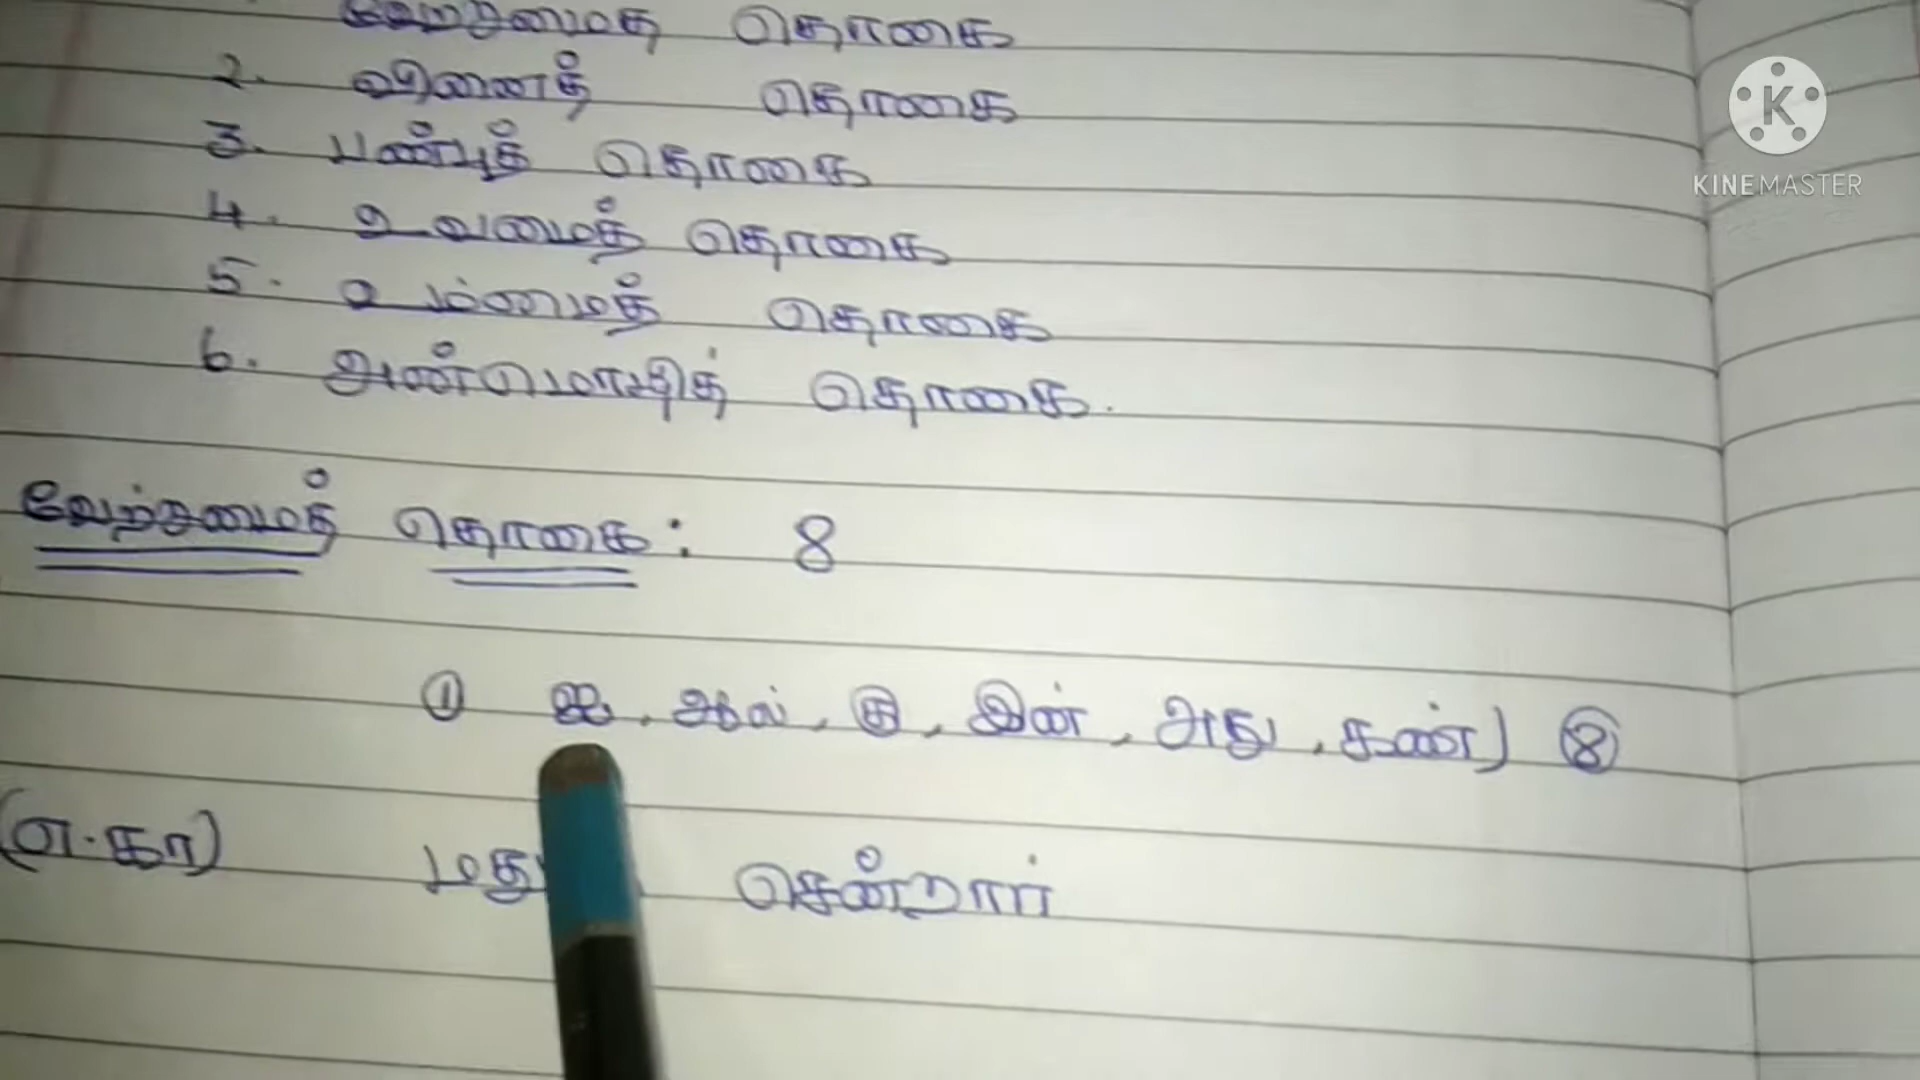 வேற்றுமைத் தொகை
2. வினைத் தொகை
3. பண்புத் தொகை
4. உவமைத் தொகை
5. உம்மைத் தொகை
6. அன்மொழித் தொகை.
வேற்றுமைத் தொகை : 8
① ஐ, ஆல், கு, இன், அது, கண்) ⑧
(எ.கா) சென்றார்
KINEMASTER